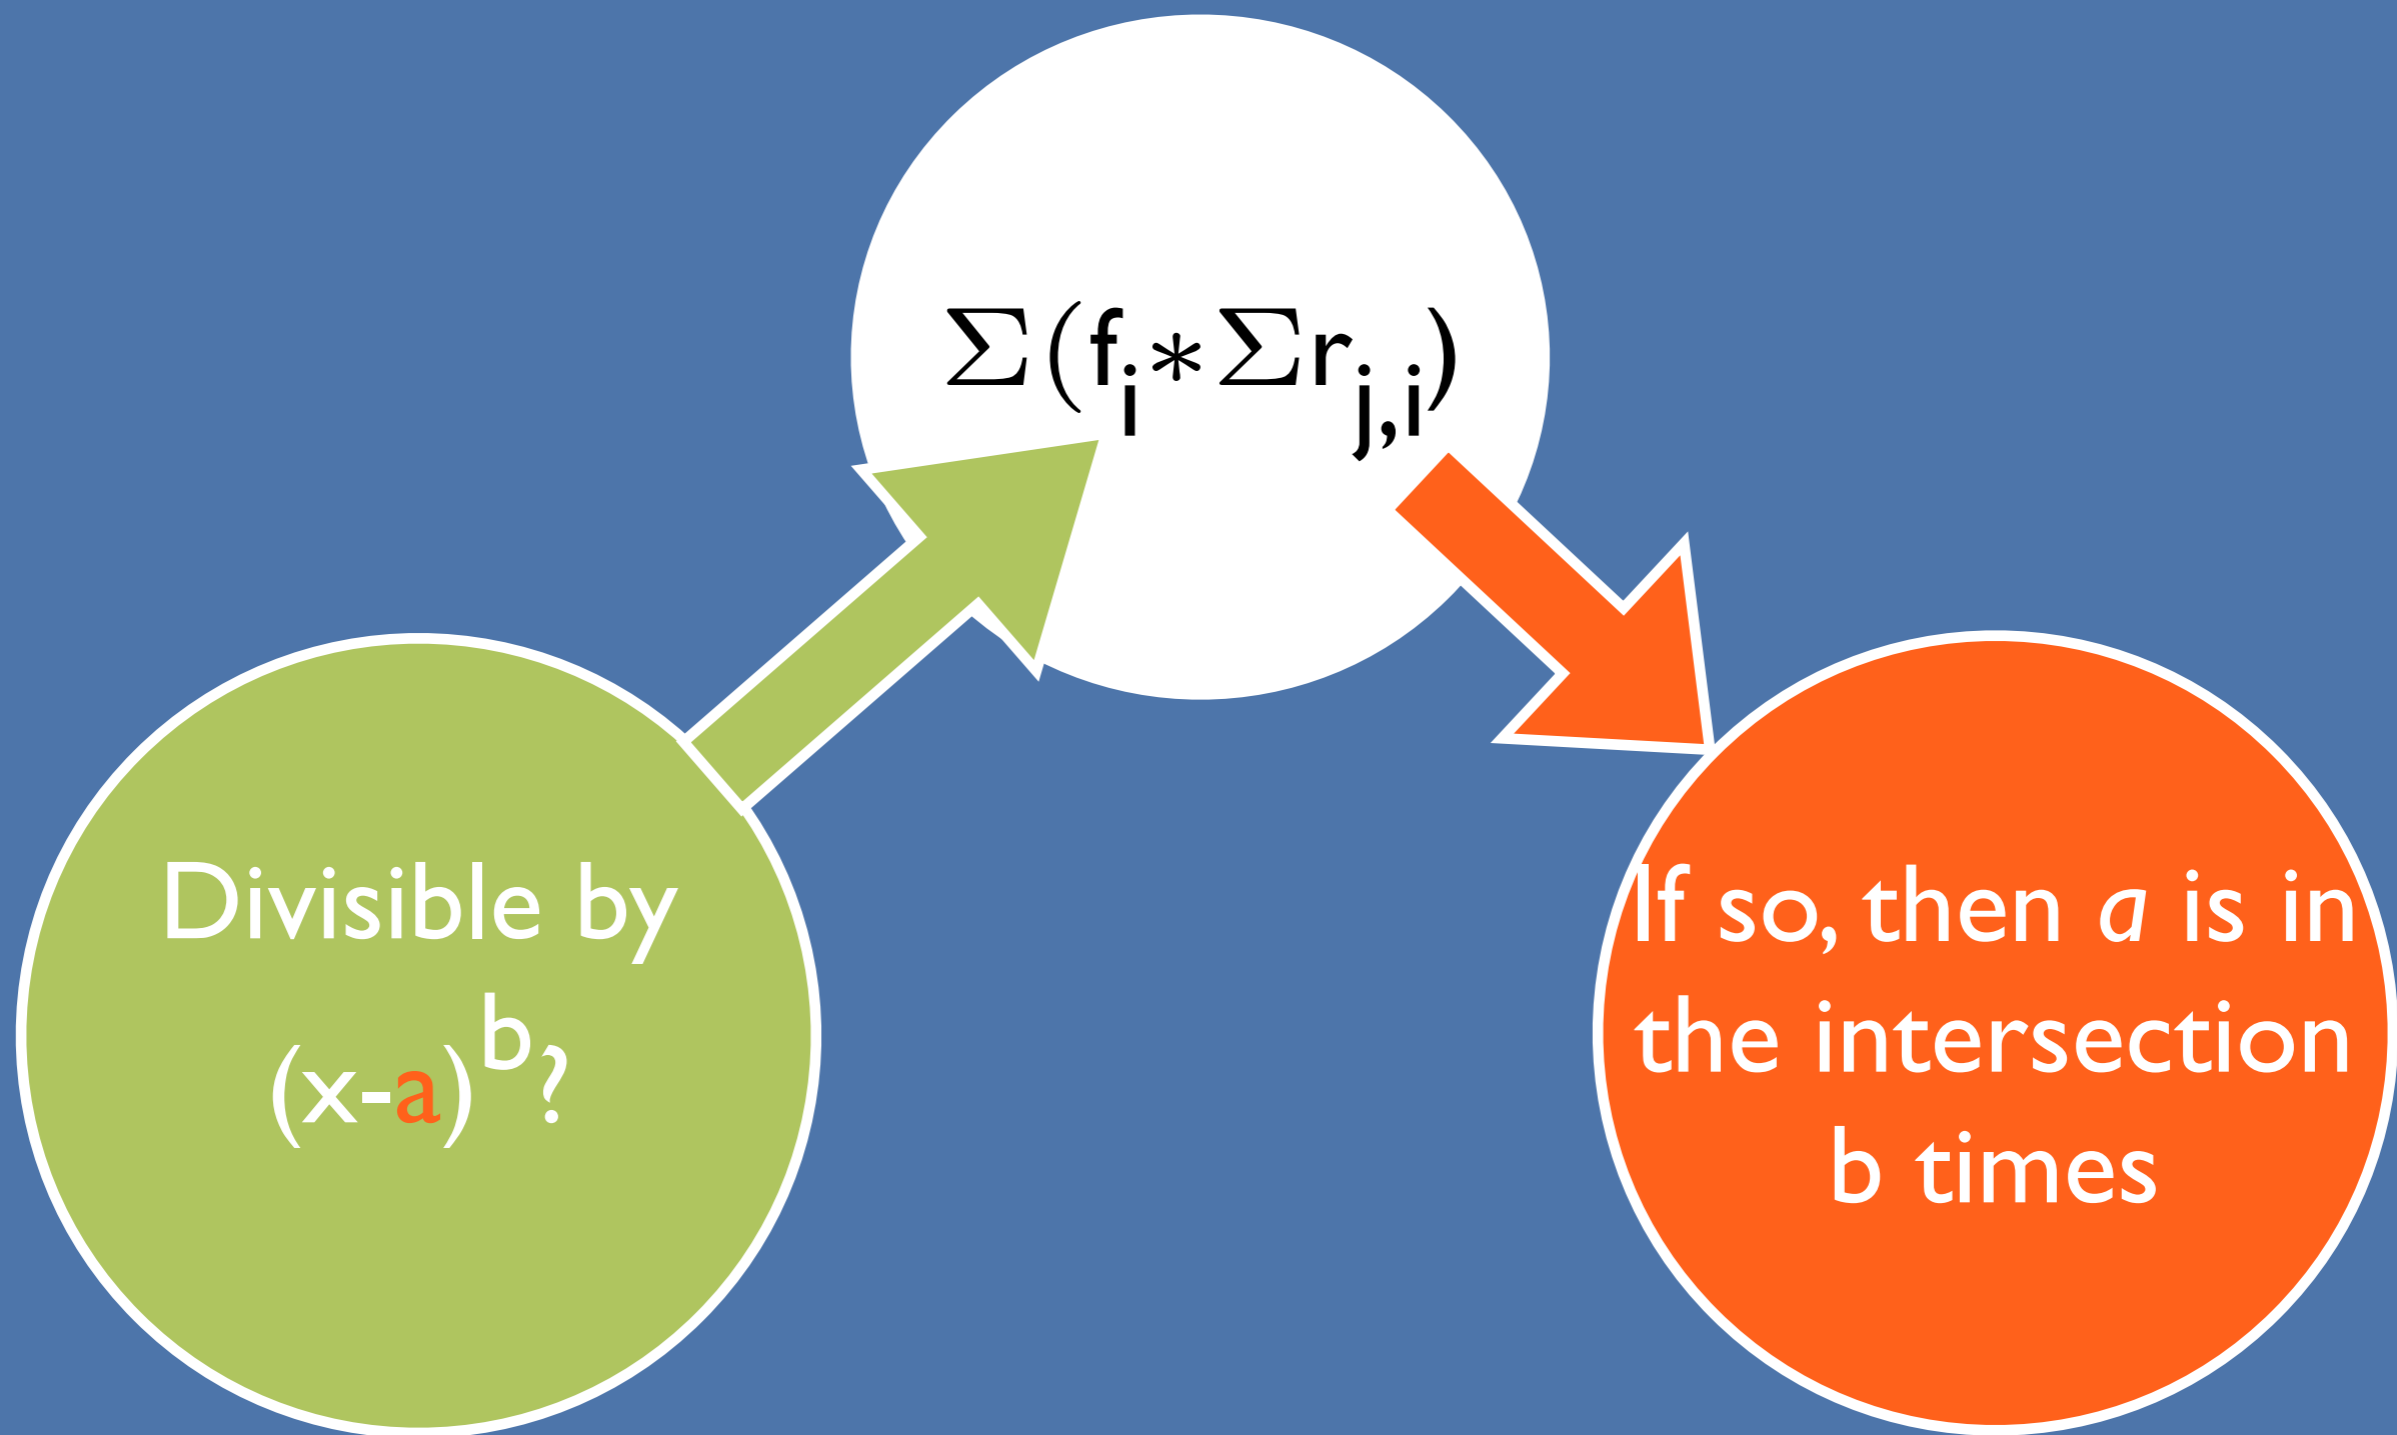 Σ(fᵢ*Σrⱼ,ᵢ)
Divisible by
(x-a)ᵇ?
If so, then a is in
the intersection
b times